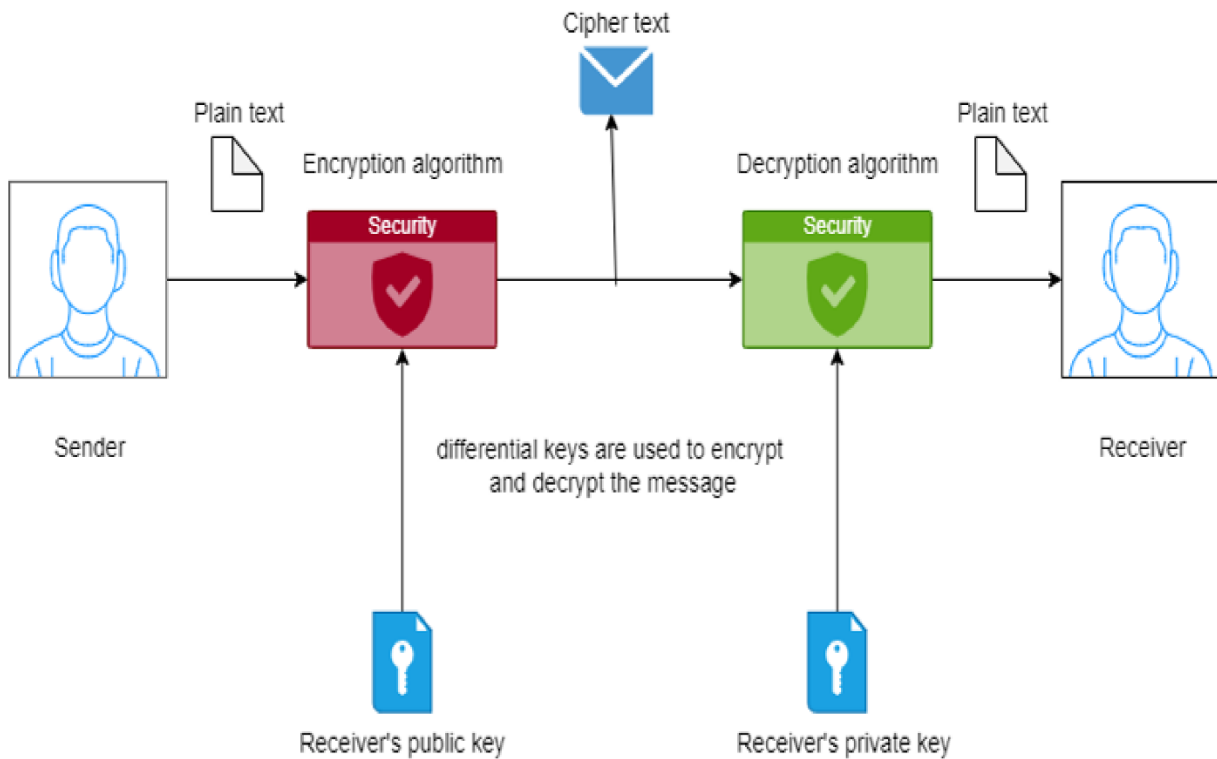 Cipher text
Plain text
Plain text
Encryption algorithm
Decryption algorithm
Security
Security
Sender
differential keys are used to encrypt
and decrypt the message
Receiver
Receiver's public key
Receiver's private key